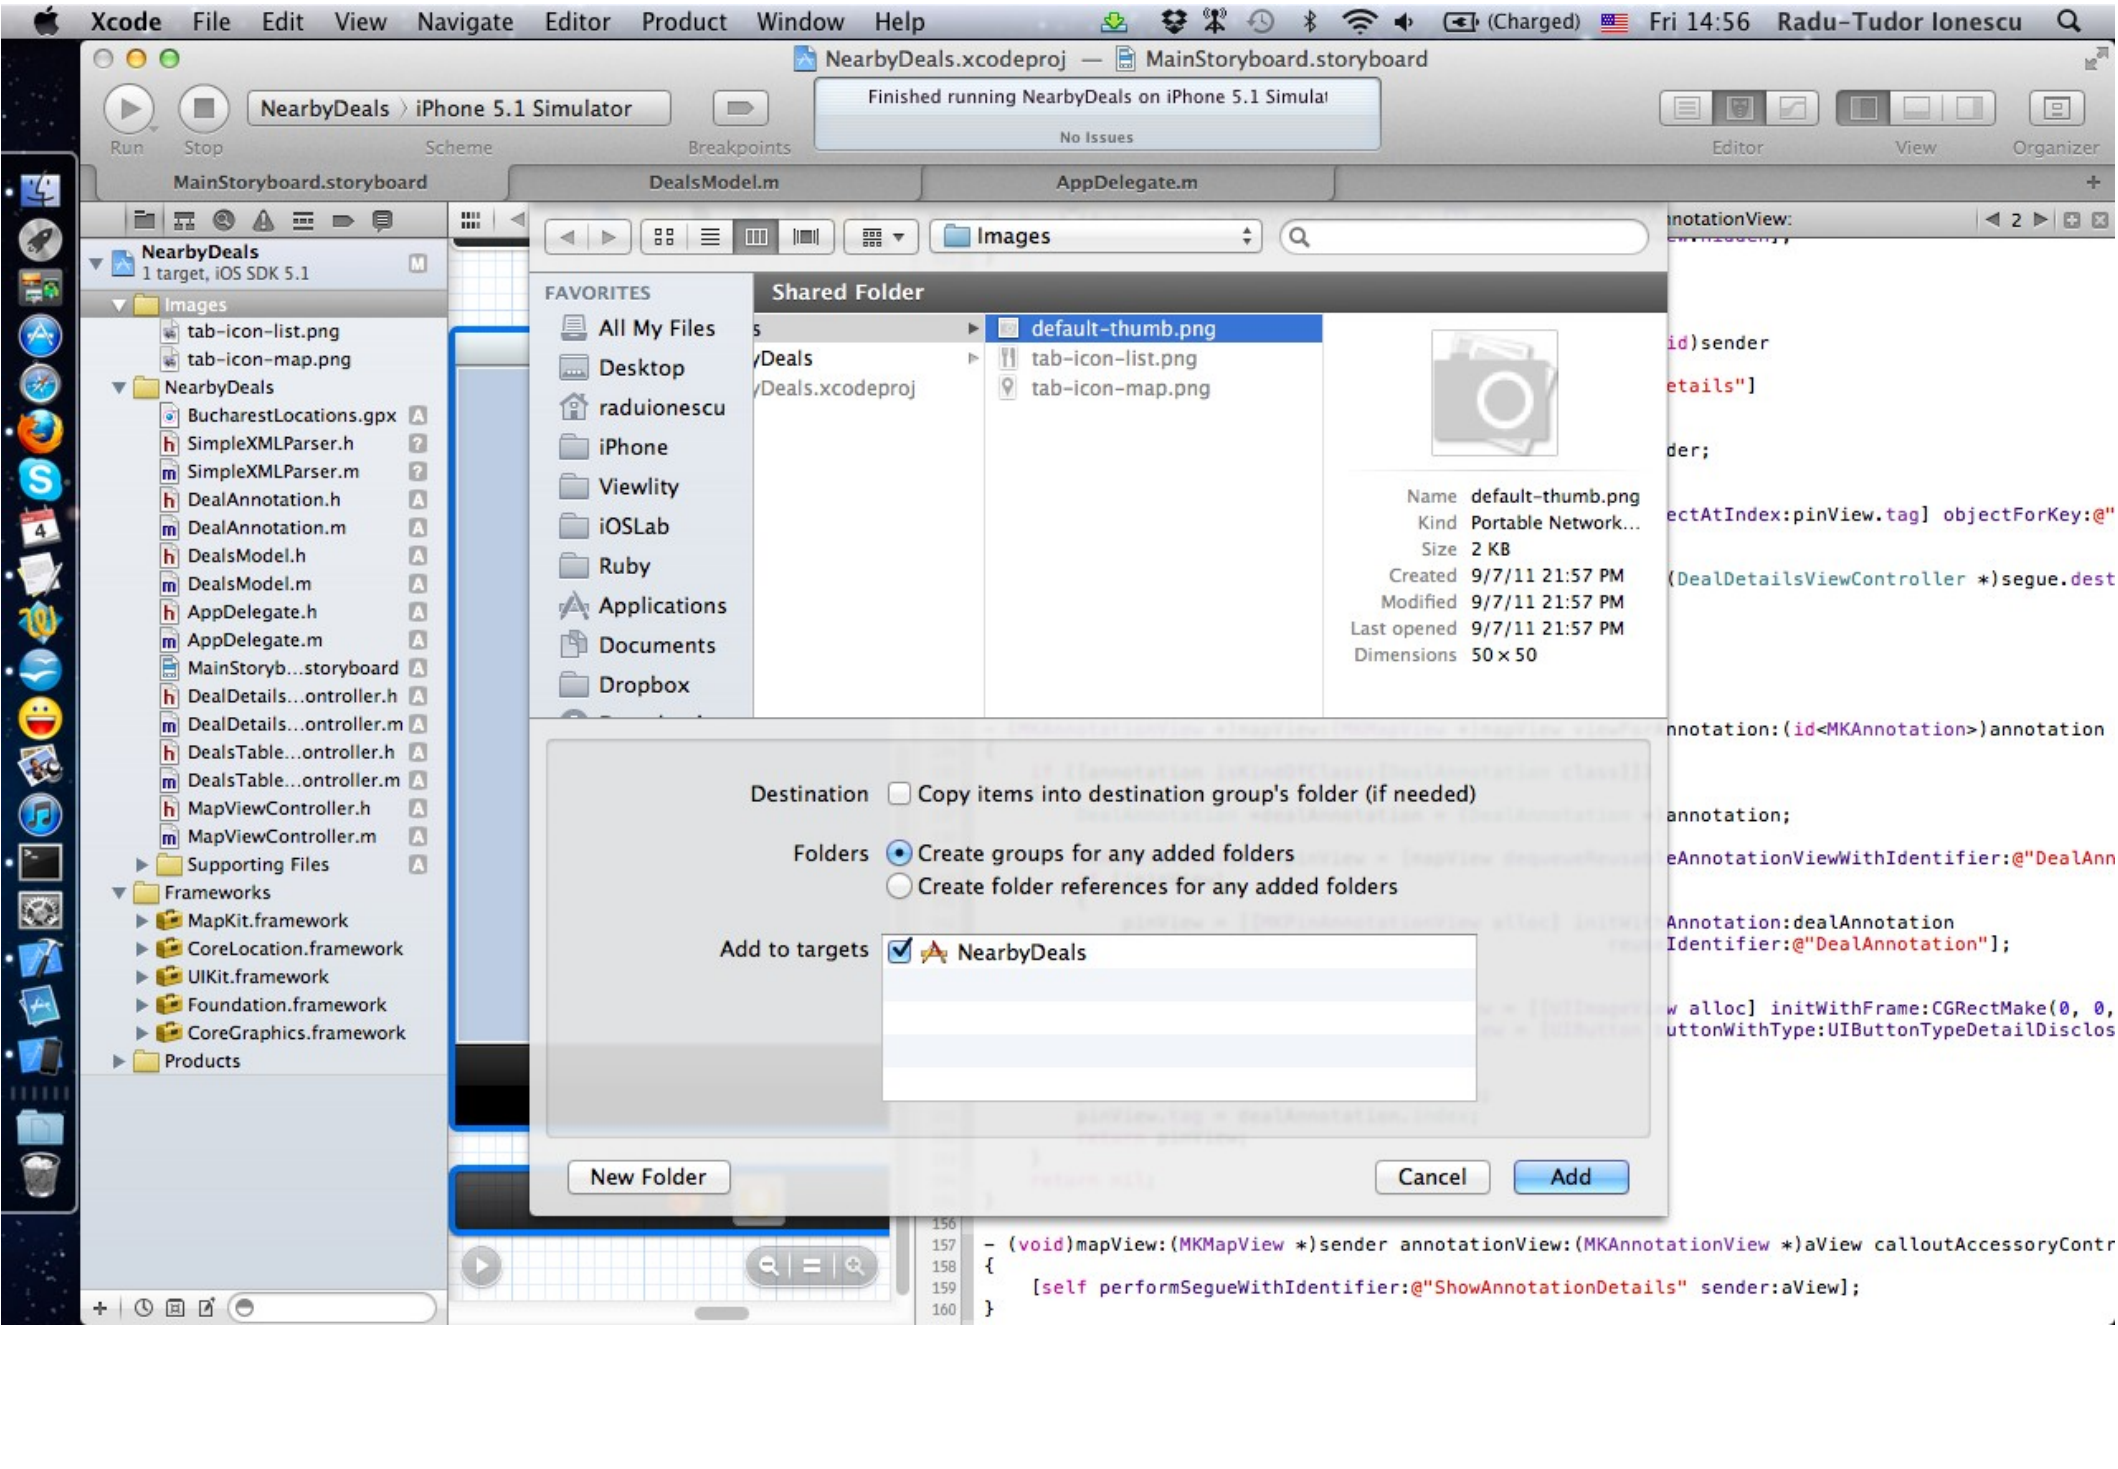 Xcode File Edit View Navigate Editor Product Window Help (Charged) Fri 14:56 Radu-Tudor Ionescu
NearbyDeals.xcodeproj — MainStoryboard.storyboard
NearbyDeals iPhone 5.1 Simulator
Finished running NearbyDeals on iPhone 5.1 Simulat
No Issues
Run Stop Scheme Breakpoints Editor View Organizer
MainStoryboard.storyboard DealsModel.m AppDelegate.m
NearbyDeals
1 target, iOS SDK 5.1
M
Images
tab-icon-list.png
tab-icon-map.png
NearbyDeals
BucharestLocations.gpx A
SimpleXMLParser.h ?
SimpleXMLParser.m ?
DealAnnotation.h A
DealAnnotation.m A
DealsModel.h A
DealsModel.m A
AppDelegate.h A
AppDelegate.m A
MainStoryb...storyboard A
DealDetails...ontroller.h A
DealDetails...ontroller.m A
DealsTable...ontroller.h A
DealsTable...ontroller.m A
MapViewController.h A
MapViewController.m A
Supporting Files A
Frameworks
MapKit.framework
CoreLocation.framework
UIKit.framework
Foundation.framework
CoreGraphics.framework
Products
Images
FAVORITES
All My Files
Desktop
raduionescu
iPhone
Viewlity
iOSLab
Ruby
Applications
Documents
Dropbox
Shared Folder
s
yDeals
yDeals.xcodeproj
default-thumb.png
tab-icon-list.png
tab-icon-map.png
Name default-thumb.png
Kind Portable Network...
Size 2 KB
Created 9/7/11 21:57 PM
Modified 9/7/11 21:57 PM
Last opened 9/7/11 21:57 PM
Dimensions 50 × 50
Destination Copy items into destination group's folder (if needed)
Folders Create groups for any added folders
Create folder references for any added folders
Add to targets NearbyDeals
New Folder Cancel Add
nnotationView: 2
id)sender
etails"]
der;
ectAtIndex:pinView.tag] objectForKey:@"
(DealDetailsViewController *)segue.dest
nnotation:(id<MKAnnotation>)annotation
annotation;
eAnnotationViewWithIdentifier:@"DealAnn
Annotation:dealAnnotation
Identifier:@"DealAnnotation"];
w alloc] initWithFrame:CGRectMake(0, 0,
uttonWithType:UIButtonTypeDetailDisclos
pinView.tag = dealAnnotation.index;
return pinView;
}
return nil;
}
156
157 - (void)mapView:(MKMapView *)sender annotationView:(MKAnnotationView *)aView calloutAccessoryContr
158 {
159 [self performSegueWithIdentifier:@"ShowAnnotationDetails" sender:aView];
160 }